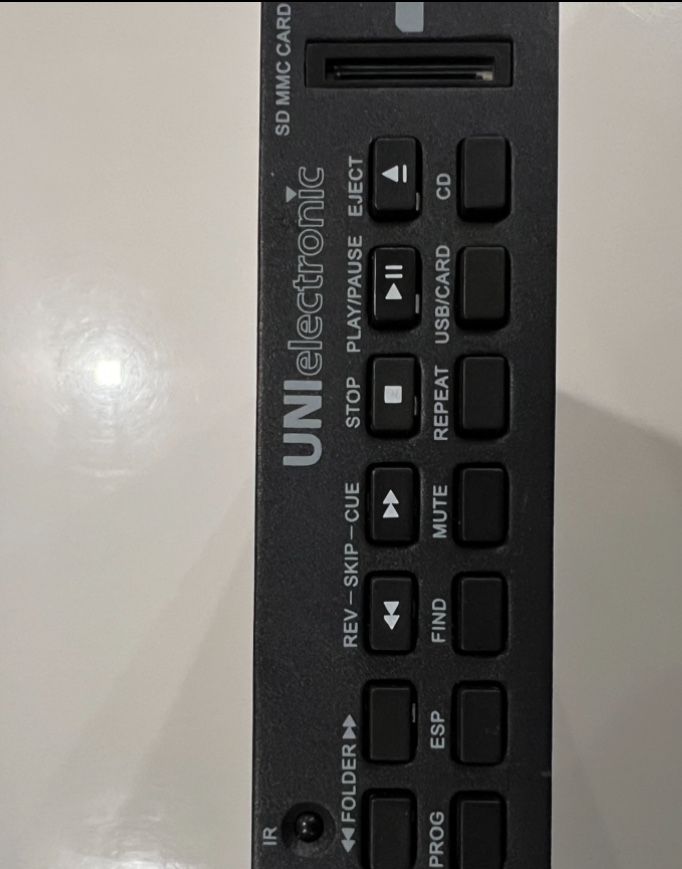 SD MMC CARD
UNIelectronic
IR
◀◀ FOLDER ▶▶
REV – SKIP – CUE
STOP
PLAY/PAUSE
EJECT
PROG
ESP
FIND
MUTE
REPEAT
USB/CARD
CD